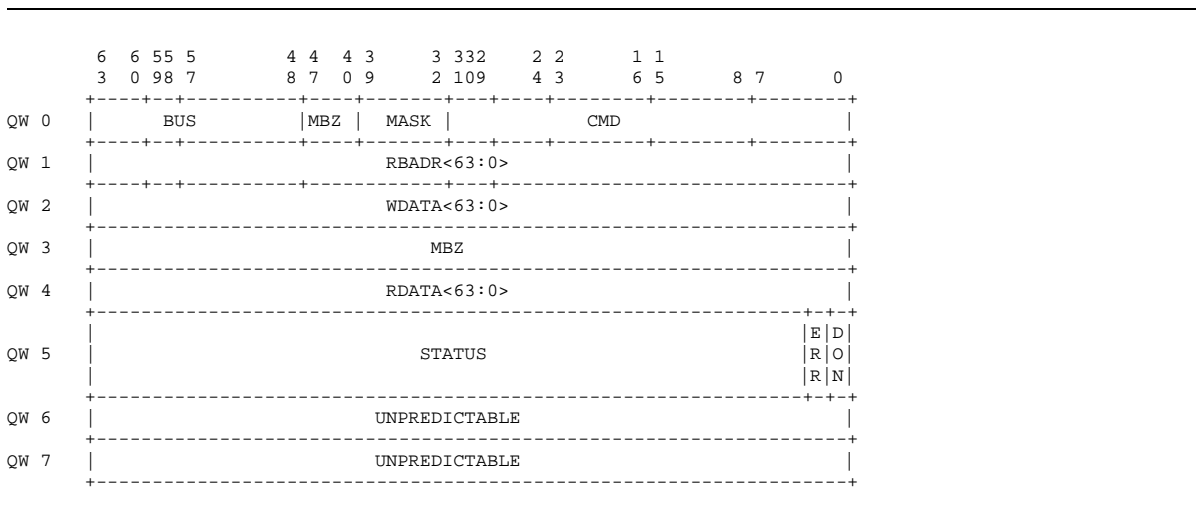 6 6 55 5 4 4 4 3 3 332 2 2 1 1
3 0 98 7 8 7 0 9 2 109 4 3 6 5 8 7 0
QW 0 | BUS |MBZ | MASK | CMD |
QW 1 | RBADR<63:0> |
QW 2 | WDATA<63:0> |
QW 3 | MBZ |
QW 4 | RDATA<63:0> |
|E|D|
QW 5 | STATUS |R|O|
|R|N|
QW 6 | UNPREDICTABLE |
QW 7 | UNPREDICTABLE |